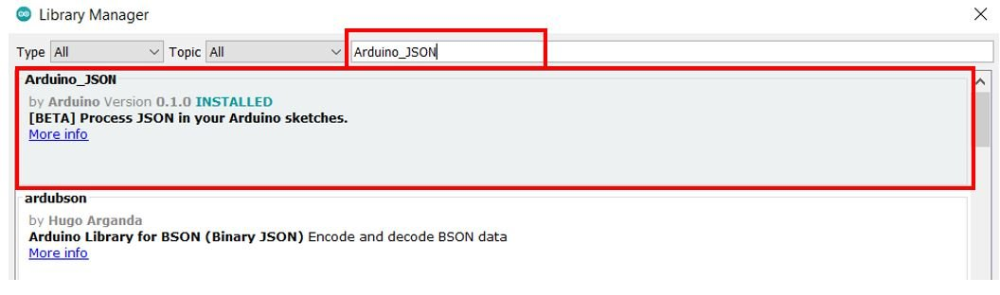 Library Manager
Type All Topic All Arduino_JSON
Arduino_JSON
by Arduino Version 0.1.0 INSTALLED
[BETA] Process JSON in your Arduino sketches.
More info
ardubson
by Hugo Arganda
Arduino Library for BSON (Binary JSON) Encode and decode BSON data
More info